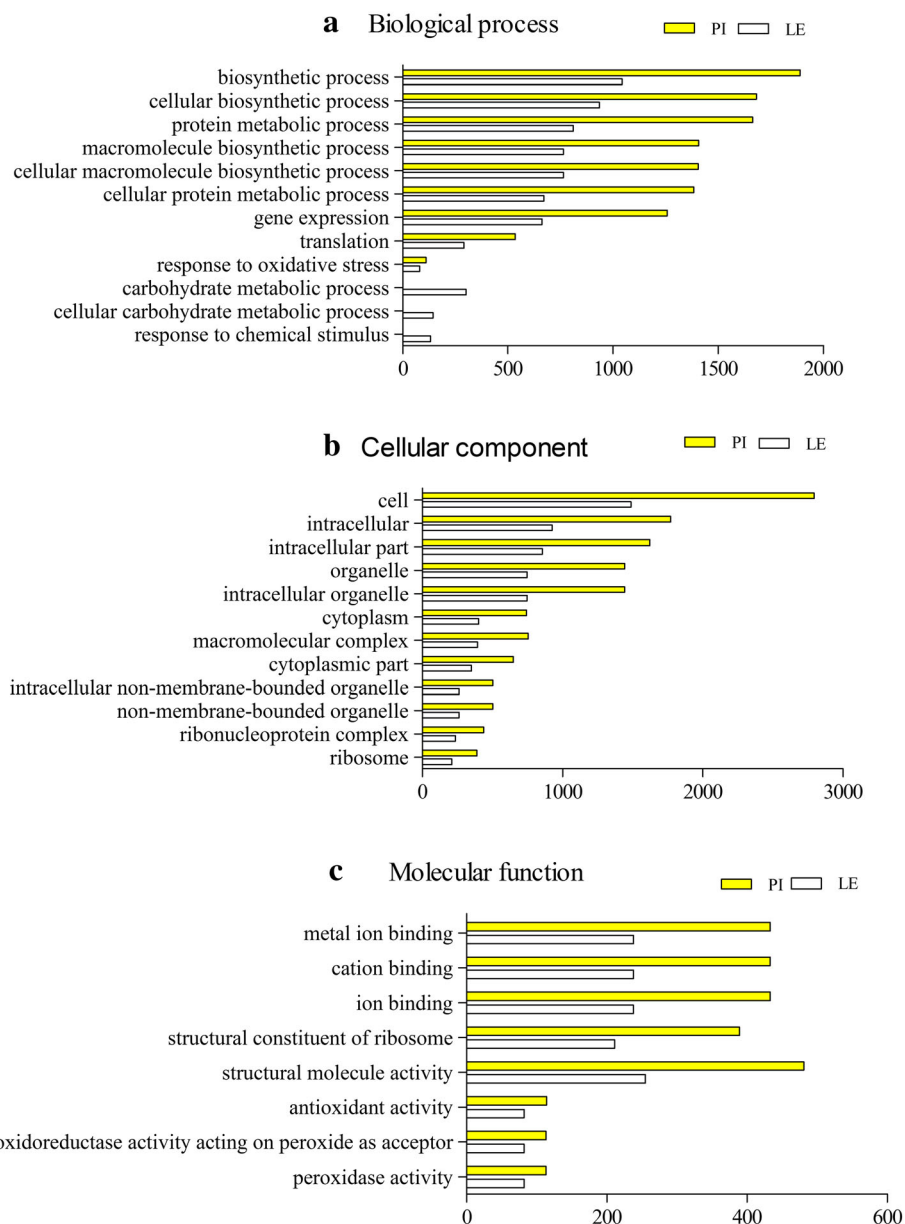 a Biological process
PI LE
biosynthetic process
cellular biosynthetic process
protein metabolic process
macromolecule biosynthetic process
cellular macromolecule biosynthetic process
cellular protein metabolic process
gene expression
translation
response to oxidative stress
carbohydrate metabolic process
cellular carbohydrate metabolic process
response to chemical stimulus
0 500 1000 1500 2000
b Cellular component
PI LE
cell
intracellular
intracellular part
organelle
intracellular organelle
cytoplasm
macromolecular complex
cytoplasmic part
intracellular non-membrane-bounded organelle
non-membrane-bounded organelle
ribonucleoprotein complex
ribosome
0 1000 2000 3000
c Molecular function
PI LE
metal ion binding
cation binding
ion binding
structural constituent of ribosome
structural molecule activity
antioxidant activity
oxidoreductase activity acting on peroxide as acceptor
peroxidase activity
0 200 400 600